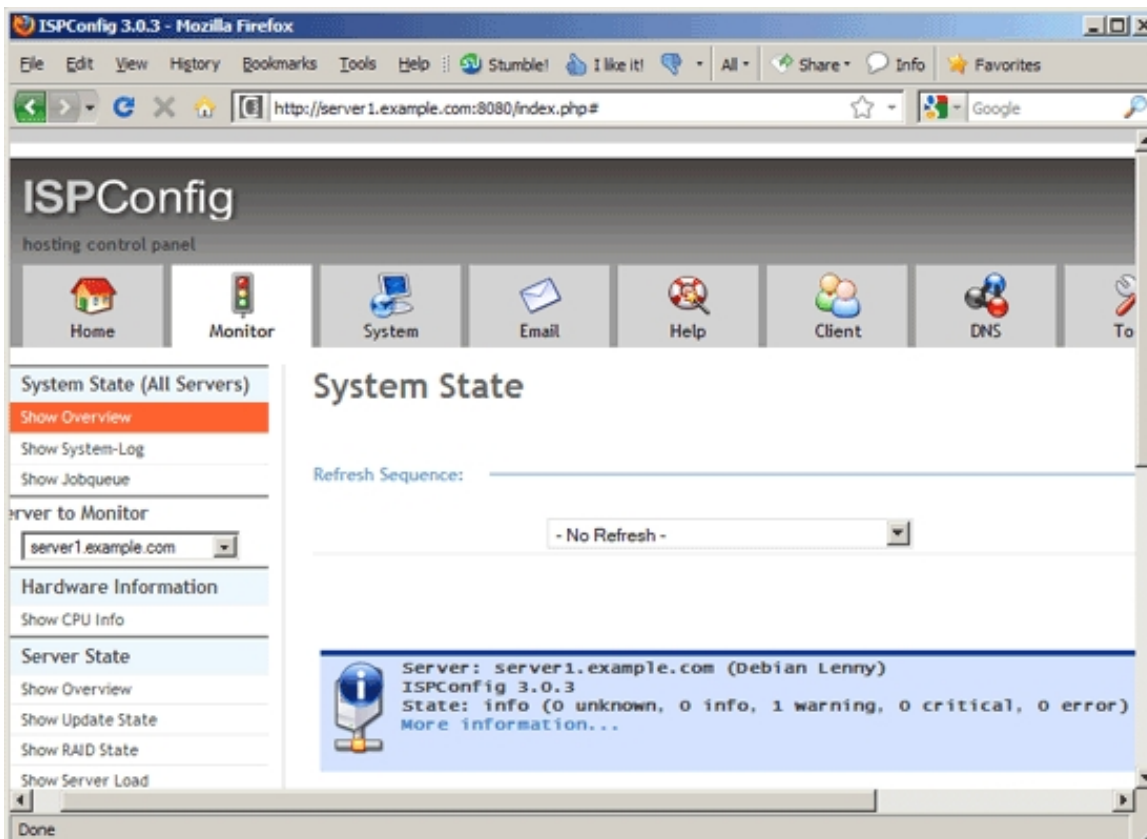 ISPConfig 3.0.3 - Mozilla Firefox
File Edit View History Bookmarks Tools Help Stumble! I like it! All Share Info Favorites
http://server1.example.com:8080/index.php# Google
ISPConfig
hosting control panel
Home Monitor System Email Help Client DNS To
System State (All Servers)
Show Overview
Show System-Log
Show Jobqueue
erver to Monitor
server1.example.com
Hardware Information
Show CPU Info
Server State
Show Overview
Show Update State
Show RAID State
Show Server Load
System State
Refresh Sequence:
- No Refresh -
Server: server1.example.com (Debian Lenny)
ISPConfig 3.0.3
State: info (0 unknown, 0 info, 1 warning, 0 critical, 0 error)
More information...
Done